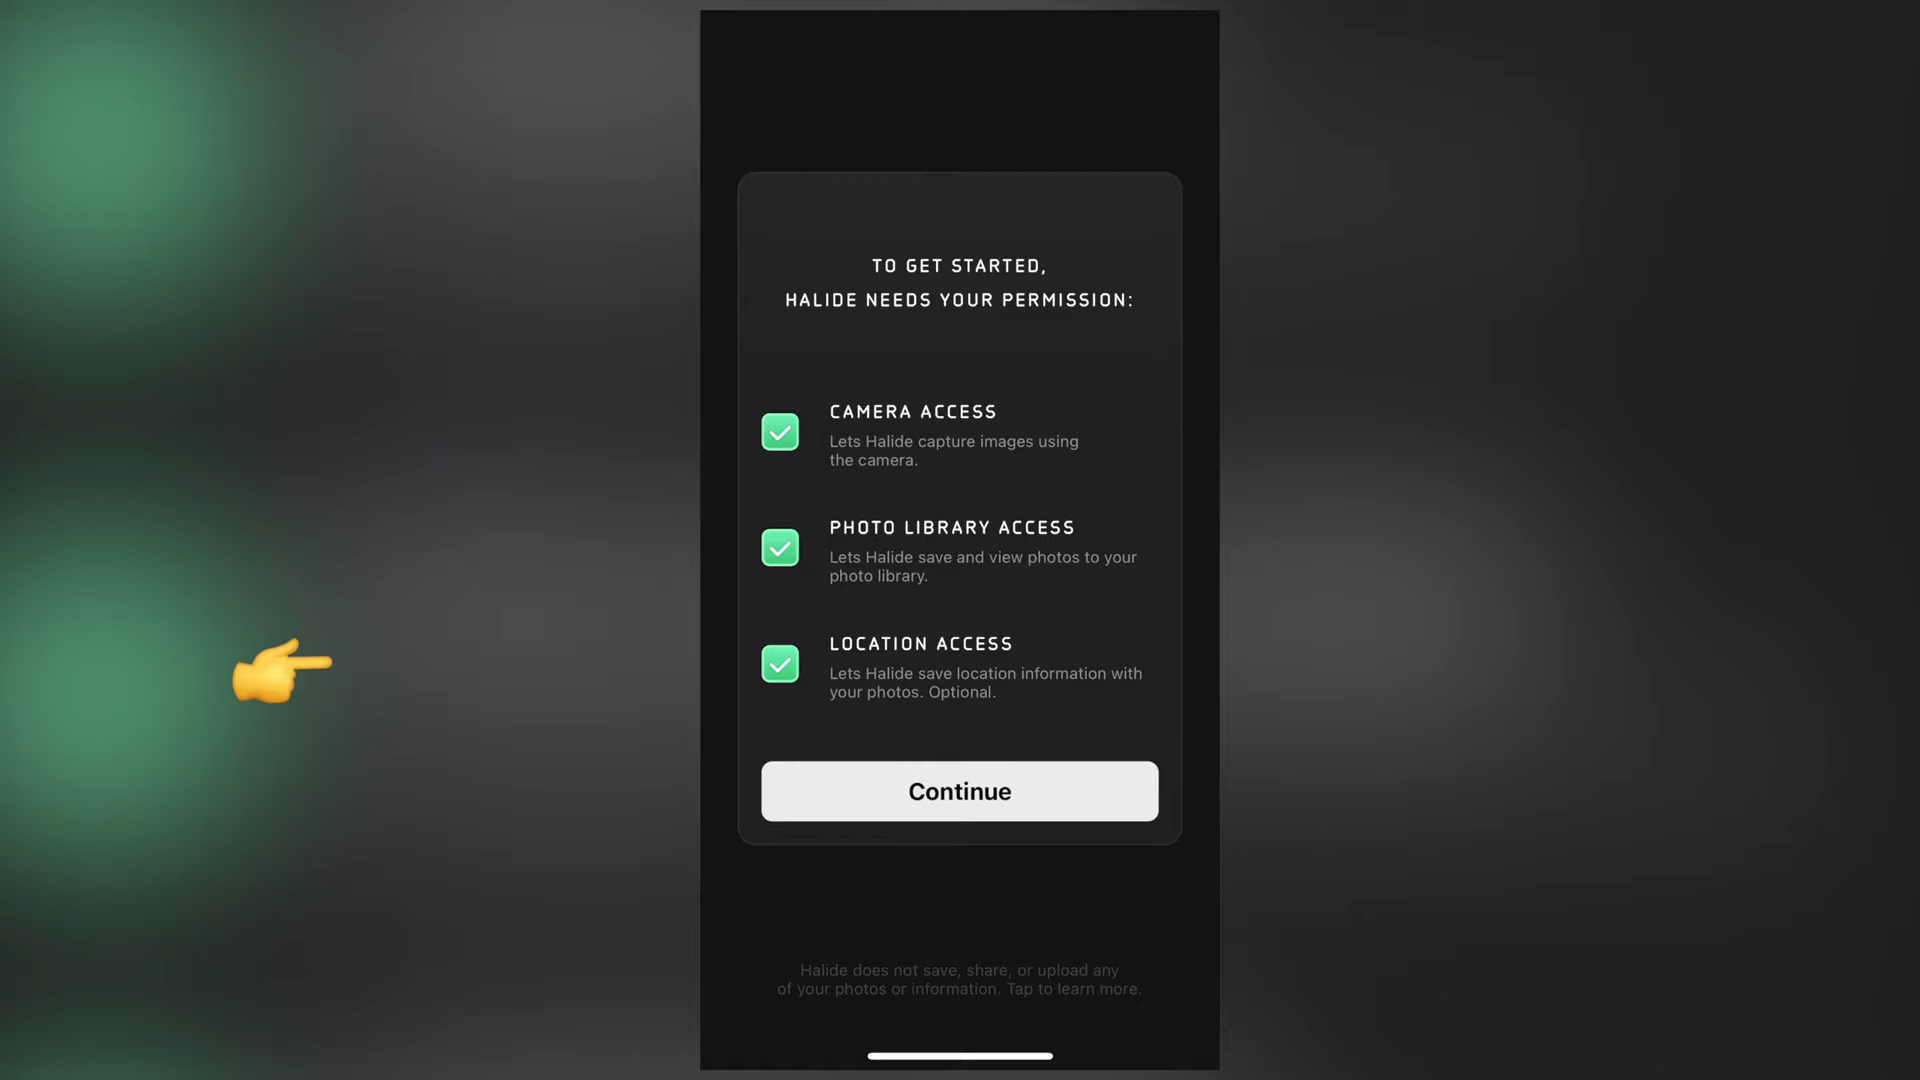 TO GET STARTED,
HALIDE NEEDS YOUR PERMISSION:
CAMERA ACCESS
Lets Halide capture images using
the camera.
PHOTO LIBRARY ACCESS
Lets Halide save and view photos to your
photo library.
LOCATION ACCESS
Lets Halide save location information with
your photos. Optional.
Continue
Halide does not save, share, or upload any
of your photos or information. Tap to learn more.